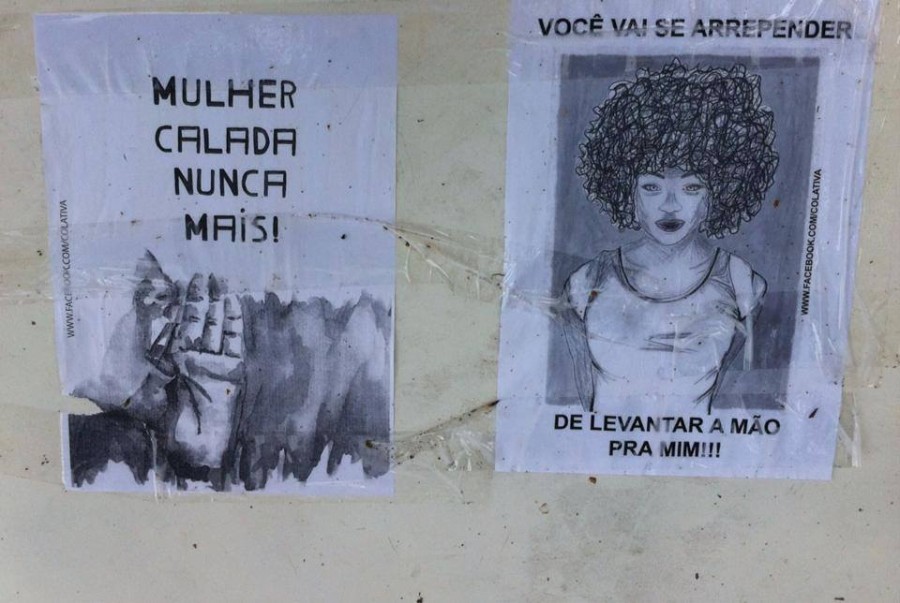 MULHER
CALADA
NUNCA
MAiS!
WWW.FACEBOOK.COM/COLATIVA
VOCÊ VAI SE ARREPENDER
WWW.FACEBOOK.COM/COLATIVA
DE LEVANTAR A MÃO
PRA MIM!!!